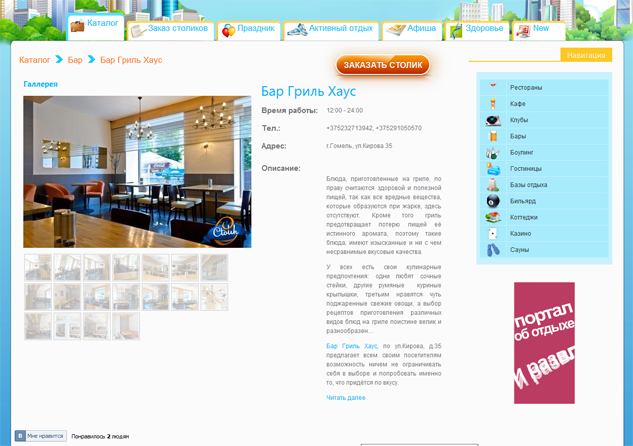 Каталог
Заказ столиков
Праздник
Активный отдых
Афиша
Здоровье
New
Каталог Бар Бар Гриль Хаус
ЗАКАЗАТЬ СТОЛИК
Навигация
Галлерея
Бар Гриль Хаус
Время работы: 12:00 - 24:00
Тел.: +375232713942, +375291050570
Адрес: г.Гомель, ул.Кирова 35
Описание:
Блюда, приготовленные на гриле, по
праву считаются здоровой и полезной
пищей, так как все вредные вещества,
которые образуются при жарке, здесь
отсутствуют. Кроме того гриль
предотвращает потерю пищей её
истинного аромата, поэтому такие
блюда, имеют изысканные и ни с чем
несравнимые вкусовые качества.
У всех есть свои кулинарные
предпочтения: одни любят сочные
стейки, другие румяные куриные
крылышки, третьим нравятся чуть
поджаренные свежие овощи, а выбор
рецептов приготовления различных
видов блюд на гриле поистине велик и
разнообразен...
Бар Гриль Хаус, по ул.Кирова, д.35
предлагает всем своим посетителям
возможность ничем не ограничивать
себя в выборе и попробовать именно
то, что придётся по вкусу.
Читать далее
Рестораны
Кафе
Клубы
Бары
Боулинг
Гостиницы
Базы отдыха
Бильярд
Коттеджи
Казино
Сауны
портал
об отдыхе
и развл
Столик
В Мне нравится
Понравилось 2 людям